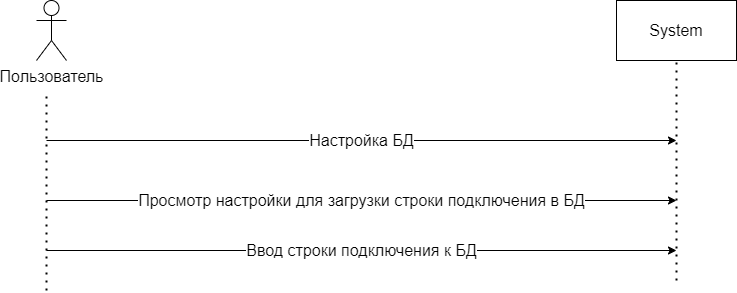 System
Пользователь
Настройка БД
Просмотр настройки для загрузки строки подключения в БД
Ввод строки подключения к БД